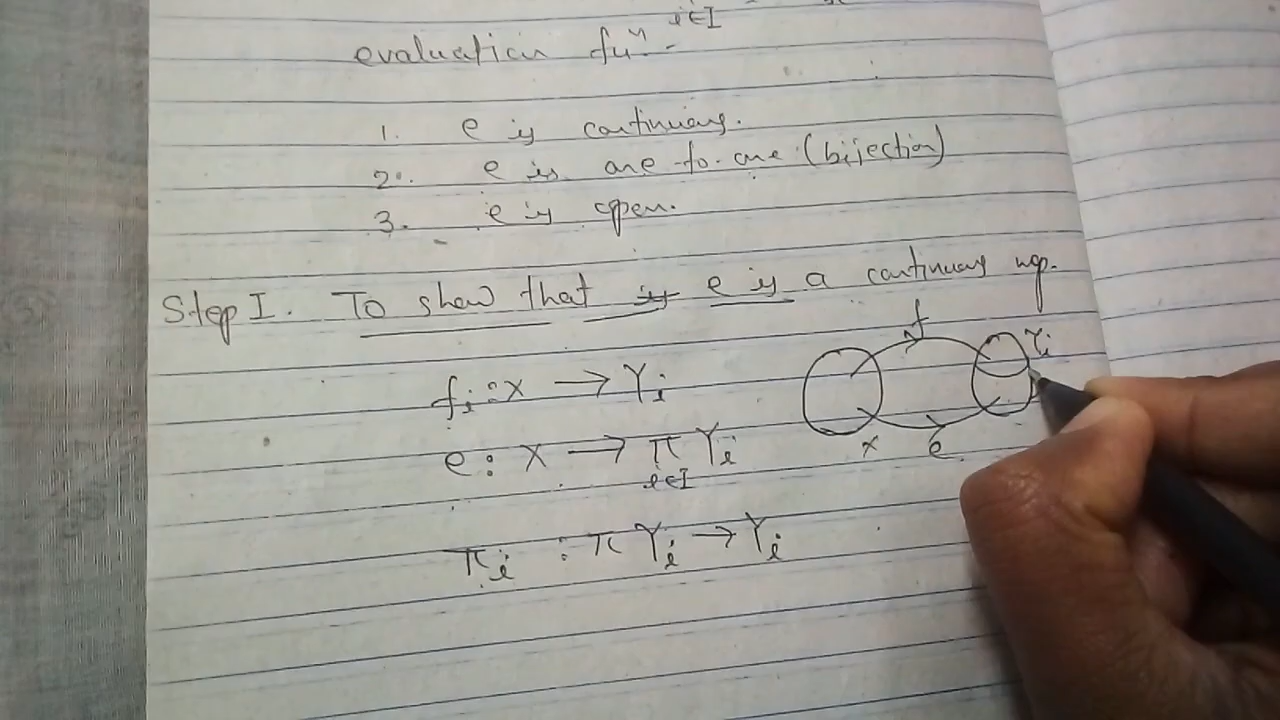 i∈I
evaluation fuⁿ -
1. e is continuous.
2. e is one-to-one (bijection)
3. e is open.
Step I. To show that is e is a continuous map.
f
Yᵢ
fᵢ : X → Yᵢ
e : X → π Yᵢ
i∈I
x e
πᵢ : π Yᵢ → Yᵢ